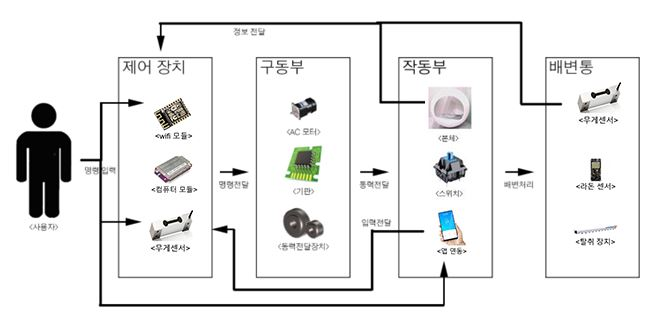 정보 전달
제어 장치
구동부
작동부
배변통
<wifi 모듈>
<AC 모터>
<본체>
<우게센서>
명령 입력
<컴퓨터 모듈>
명령전달
<기판>
동력전달
<스위치>
배변처리
<라돈 센서>
<사용자>
<우게센서>
<동력전달장치>
입력전달
<앱 연동>
<탈취 장치>